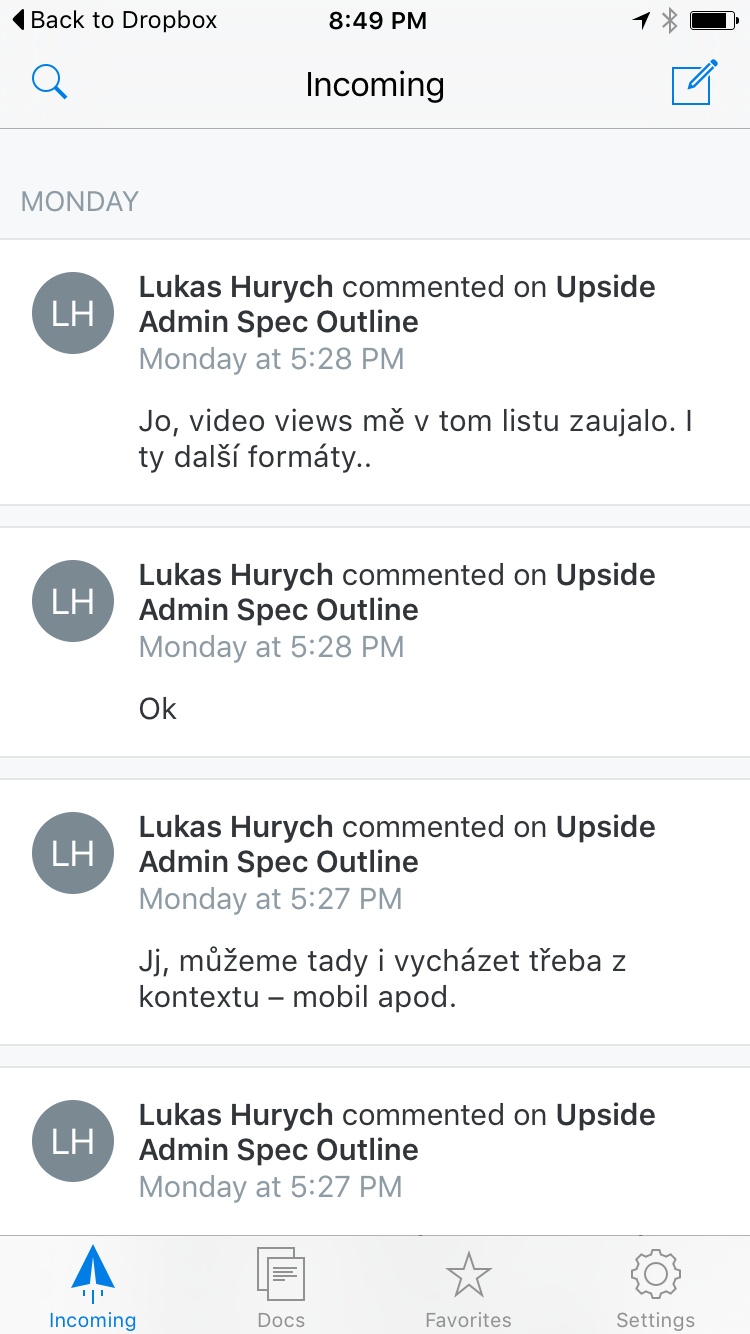 Back to Dropbox 8:49 PM
Incoming
MONDAY
LH
Lukas Hurych commented on Upside
Admin Spec Outline
Monday at 5:28 PM
Jo, video views mě v tom listu zaujalo. I
ty další formáty..
LH
Lukas Hurych commented on Upside
Admin Spec Outline
Monday at 5:28 PM
Ok
LH
Lukas Hurych commented on Upside
Admin Spec Outline
Monday at 5:27 PM
Jj, můžeme tady i vycházet třeba z
kontextu – mobil apod.
LH
Lukas Hurych commented on Upside
Admin Spec Outline
Monday at 5:27 PM
Incoming Docs Favorites Settings